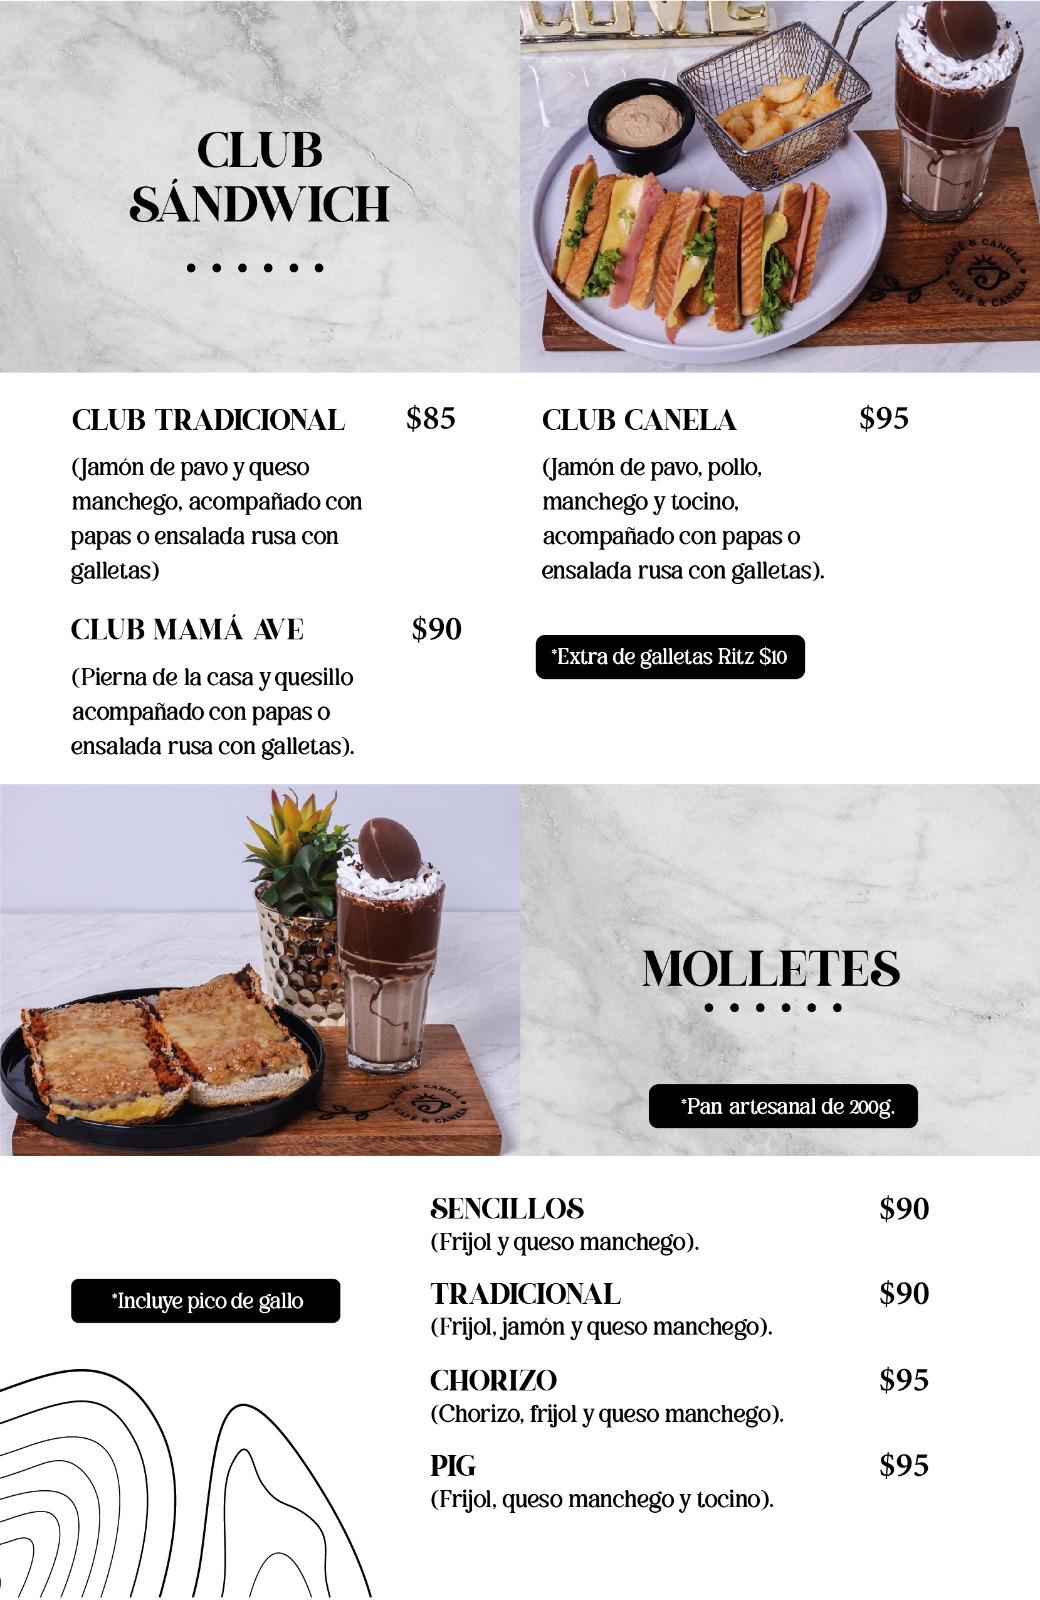 LOVE
CAFÉ & CANELA
CAFÉ & CANELA
CLUB
SÁNDWICH
CLUB TRADICIONAL $85
(Jamón de pavo y queso
manchego, acompañado con
papas o ensalada rusa con
galletas)
CLUB MAMÁ AVE $90
(Pierna de la casa y quesillo
acompañado con papas o
ensalada rusa con galletas).
CLUB CANELA $95
(Jamón de pavo, pollo,
manchego y tocino,
acompañado con papas o
ensalada rusa con galletas).
*Extra de galletas Ritz $10
CAFÉ & CANELA
CAFÉ & CANELA
MOLLETES
*Pan artesanal de 200g.
*Incluye pico de gallo
SENCILLOS $90
(Frijol y queso manchego).
TRADICIONAL $90
(Frijol, jamón y queso manchego).
CHORIZO $95
(Chorizo, frijol y queso manchego).
PIG $95
(Frijol, queso manchego y tocino).